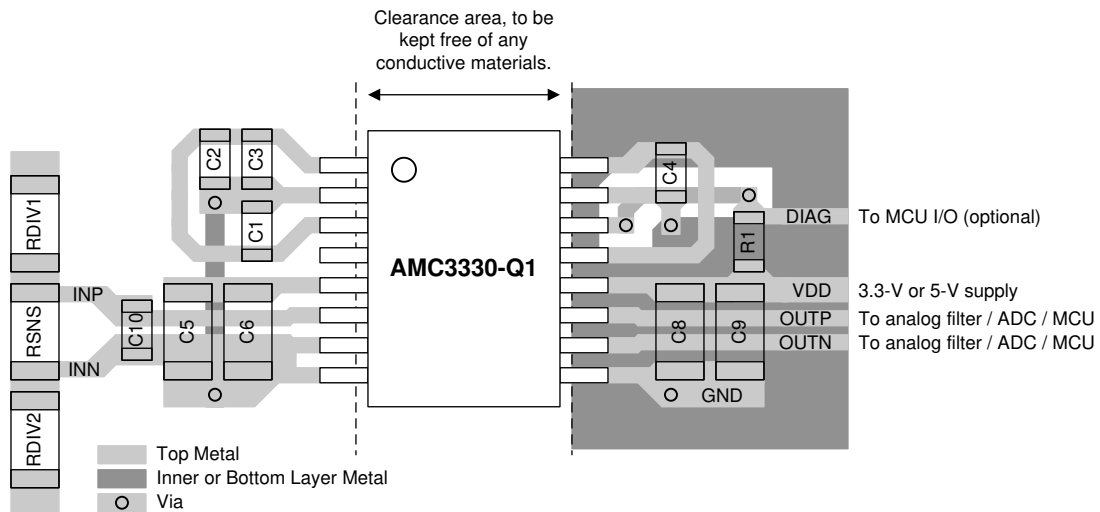 Clearance area, to be
kept free of any
conductive materials.
C2
C3
C1
C4
RDIV1
DIAG
To MCU I/O (optional)
R1
AMC3330-Q1
INP
VDD
3.3-V or 5-V supply
RSNS
C10
C5
C6
C8
C9
OUTP
To analog filter / ADC / MCU
OUTN
To analog filter / ADC / MCU
INN
GND
RDIV2
Top Metal
Inner or Bottom Layer Metal
Via